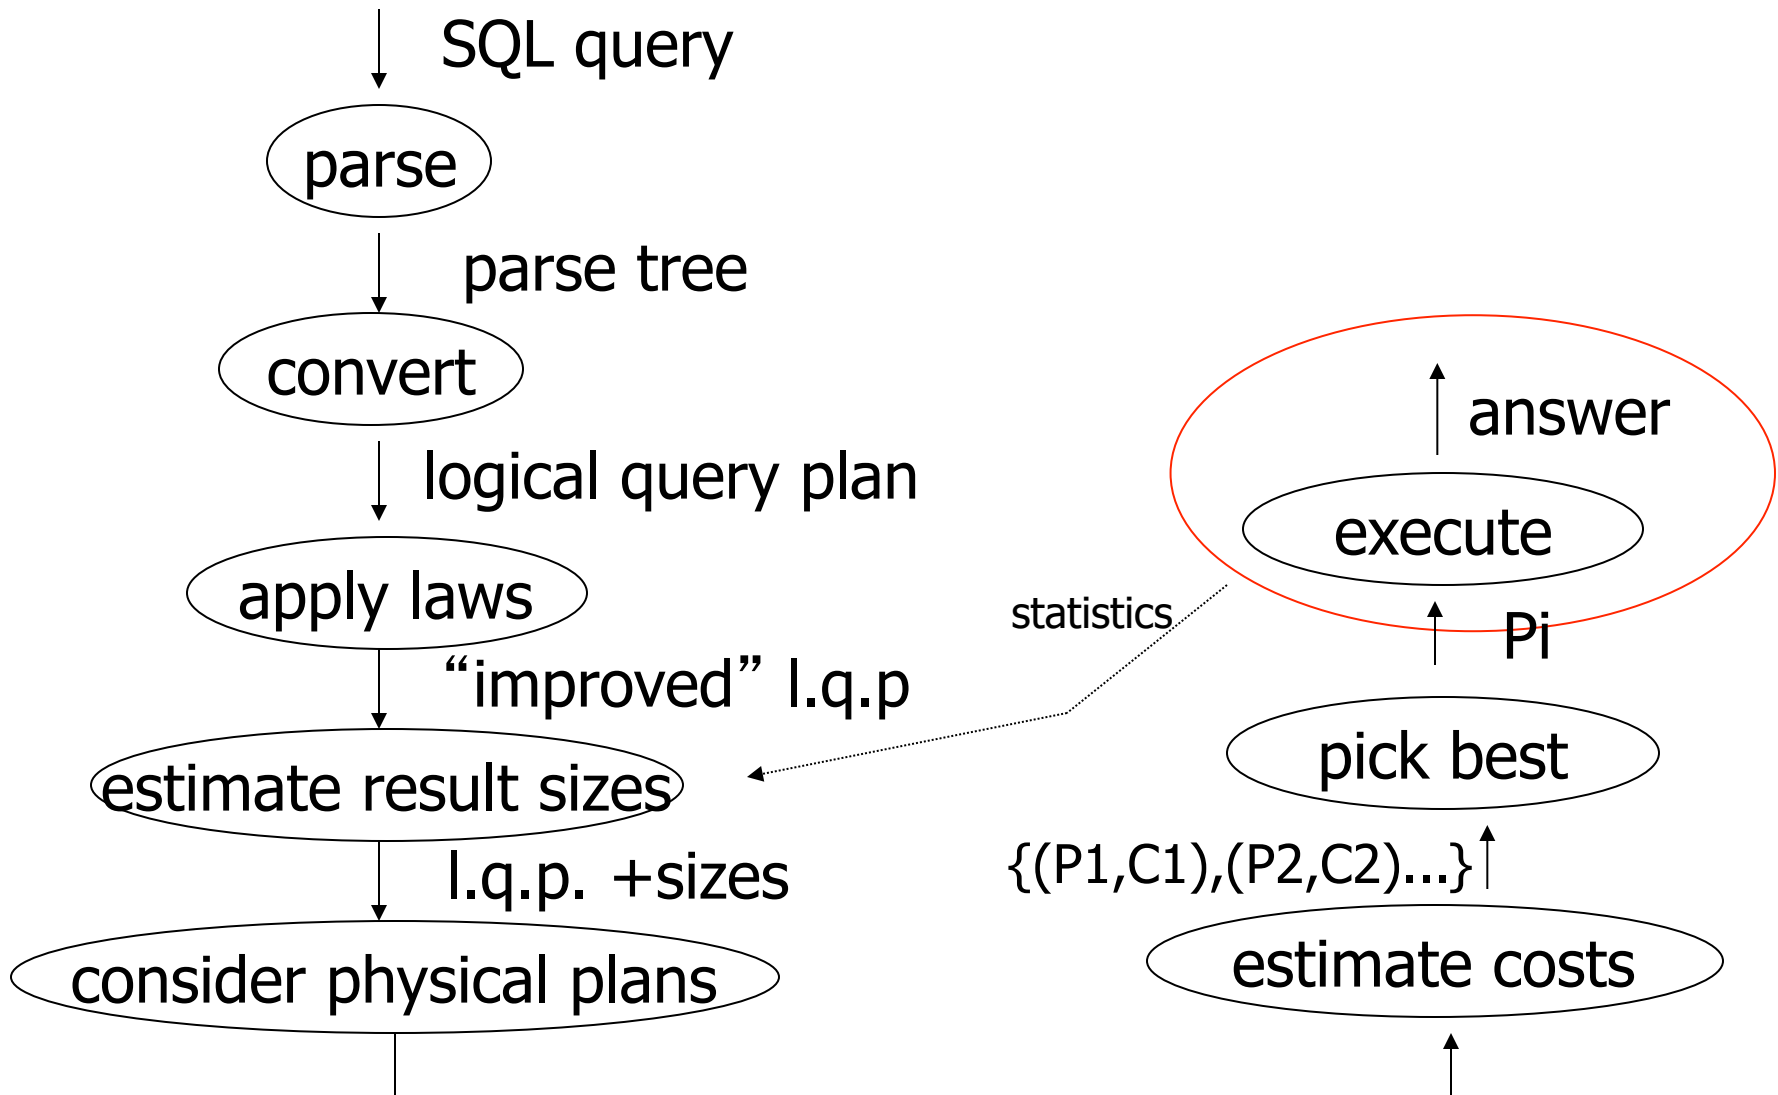 SQL query
parse
parse tree
convert
logical query plan
apply laws
“improved” l.q.p
estimate result sizes
l.q.p. +sizes
consider physical plans
statistics
answer
execute
Pi
pick best
{(P1,C1),(P2,C2)...}
estimate costs